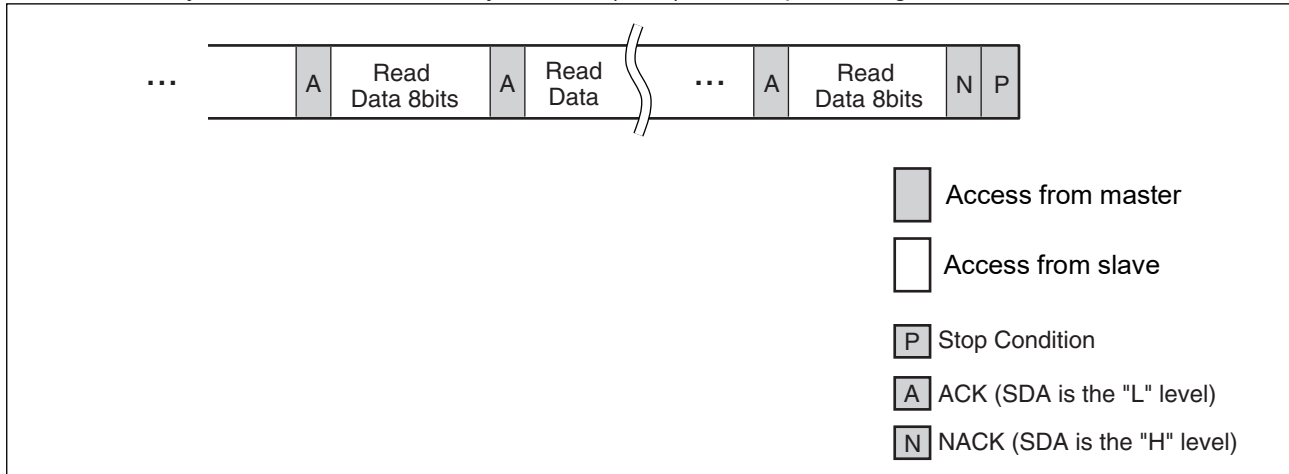 ... A Read Data 8bits A Read Data ... A Read Data 8bits N P
Access from master
Access from slave
P Stop Condition
A ACK (SDA is the "L" level)
N NACK (SDA is the "H" level)